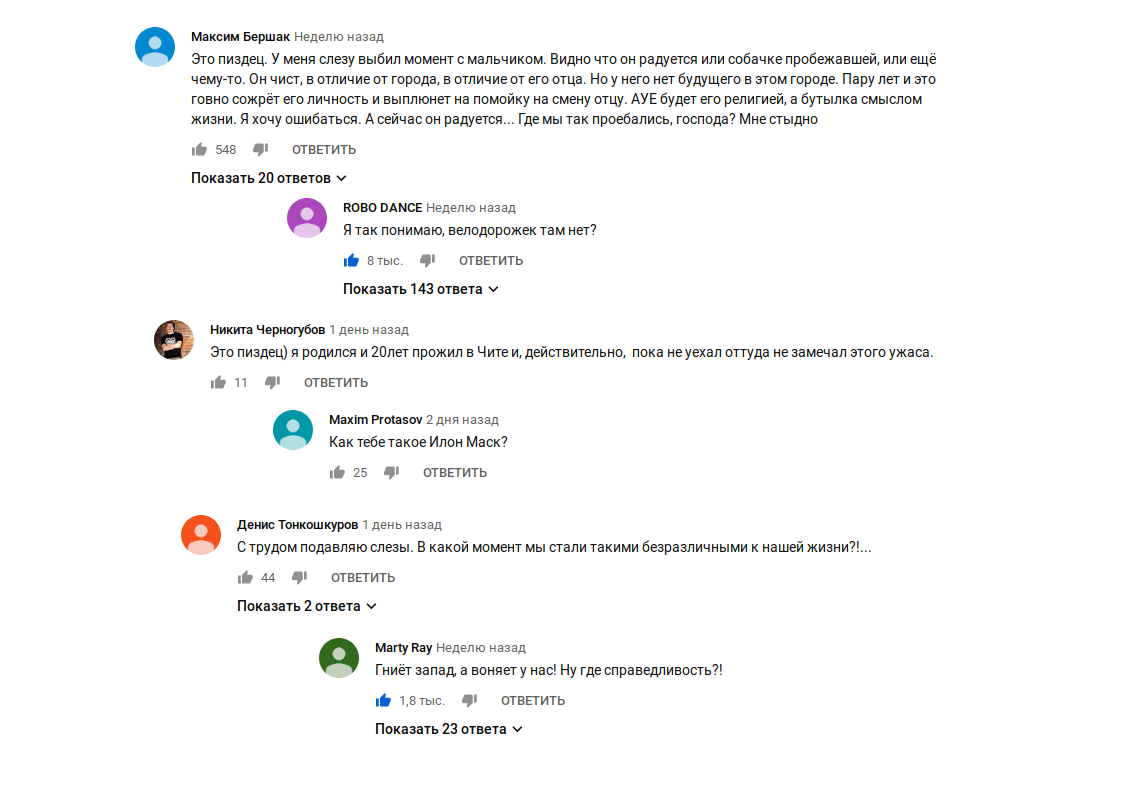 Максим Бершак Неделю назад
Это пиздец. У меня слезу выбил момент с мальчиком. Видно что он радуется или собачке пробежавшей, или ещё
чему-то. Он чист, в отличие от города, в отличие от его отца. Но у него нет будущего в этом городе. Пару лет и это
говно сожрёт его личность и выплюнет на помойку на смену отцу. АУЕ будет его религией, а бутылка смыслом
жизни. Я хочу ошибаться. А сейчас он радуется... Где мы так проебались, господа? Мне стыдно
548 ОТВЕТИТЬ
Показать 20 ответов
ROBO DANCE Неделю назад
Я так понимаю, велодорожек там нет?
8 тыс. ОТВЕТИТЬ
Показать 143 ответа
Никита Черногубов 1 день назад
Это пиздец) я родился и 20лет прожил в Чите и, действительно, пока не уехал оттуда не замечал этого ужаса.
11 ОТВЕТИТЬ
Maxim Protasov 2 дня назад
Как тебе такое Илон Маск?
25 ОТВЕТИТЬ
Денис Тонкошкуров 1 день назад
С трудом подавляю слезы. В какой момент мы стали такими безразличными к нашей жизни?!...
44 ОТВЕТИТЬ
Показать 2 ответа
Marty Ray Неделю назад
Гниёт запад, а воняет у нас! Ну где справедливость?!
1,8 тыс. ОТВЕТИТЬ
Показать 23 ответа